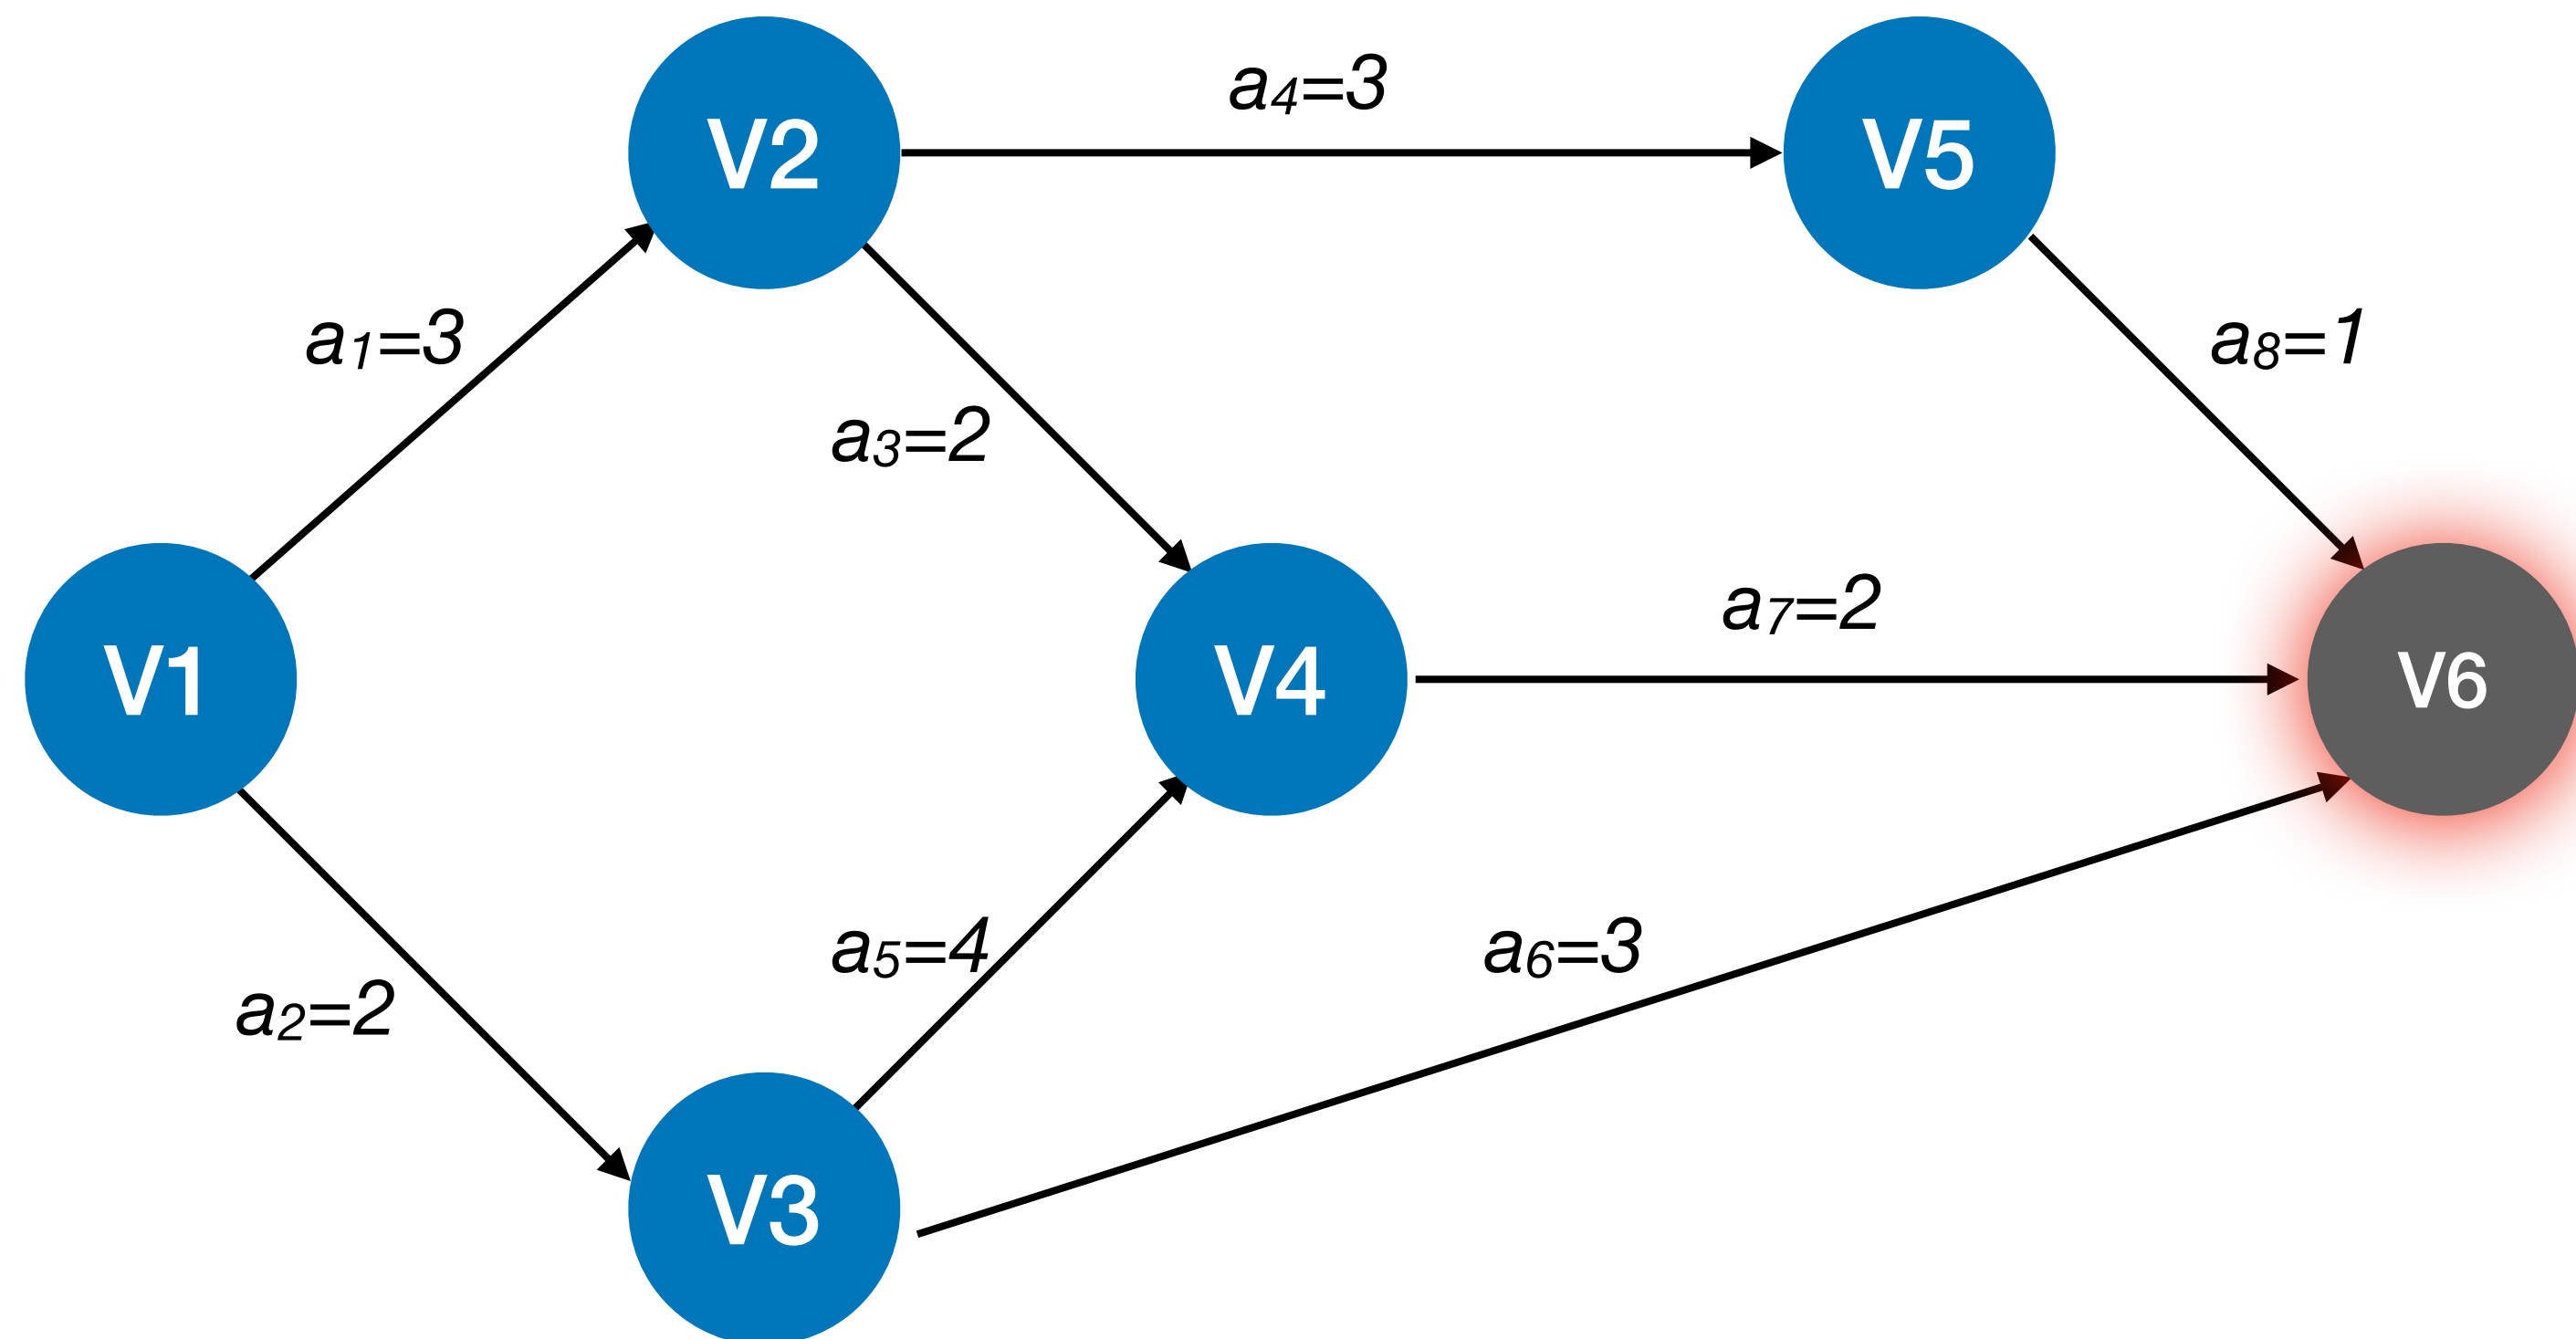 V2
a₄=3
V5
a₁=3
a₈=1
a₃=2
V1
V4
a₇=2
V6
a₅=4
a₆=3
a₂=2
V3